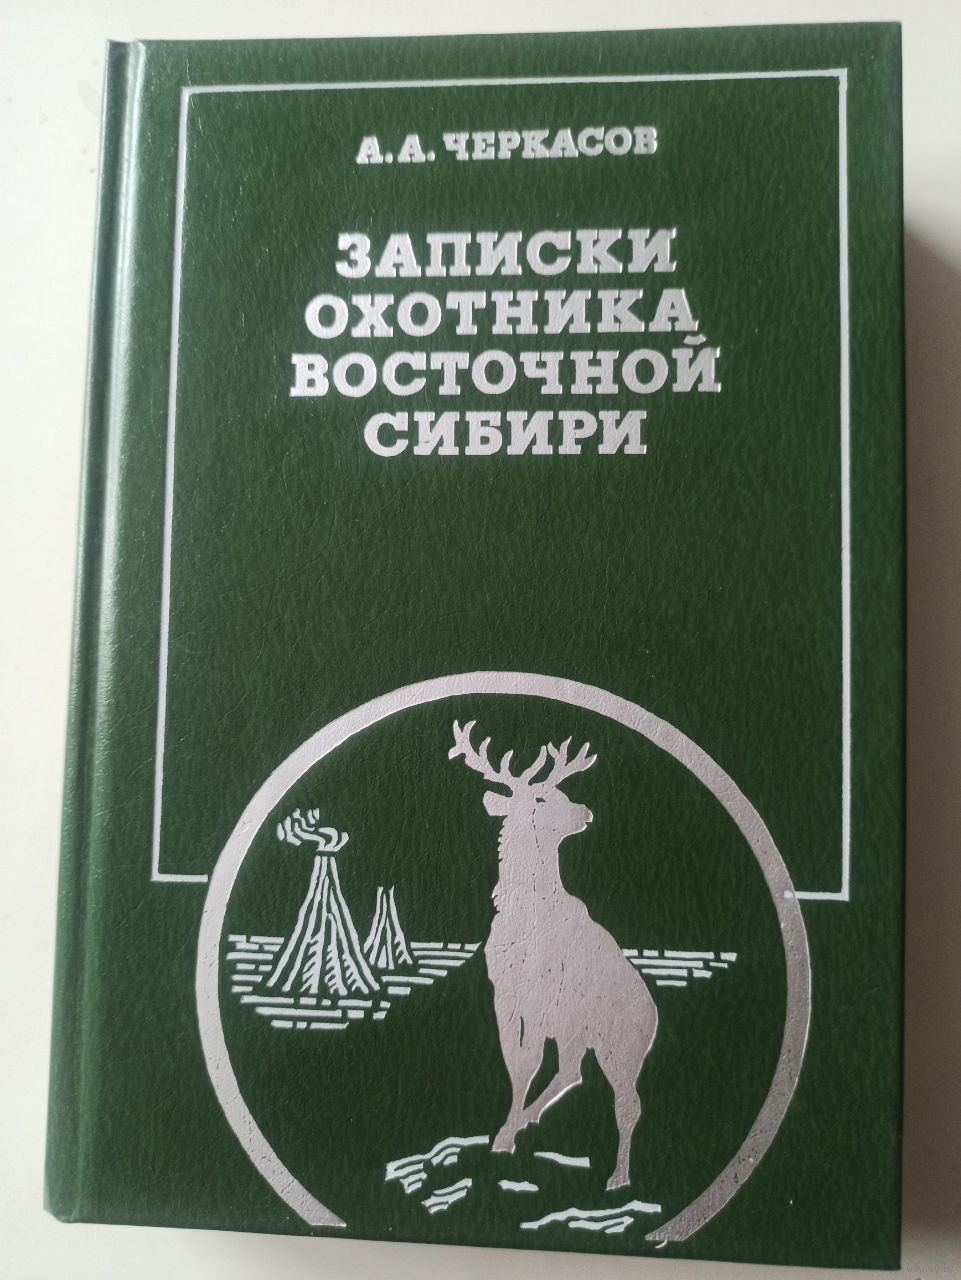 А. А. ЧЕРКАСОВ
ЗАПИСКИ
ОХОТНИКА
ВОСТОЧНОЙ
СИБИРИ